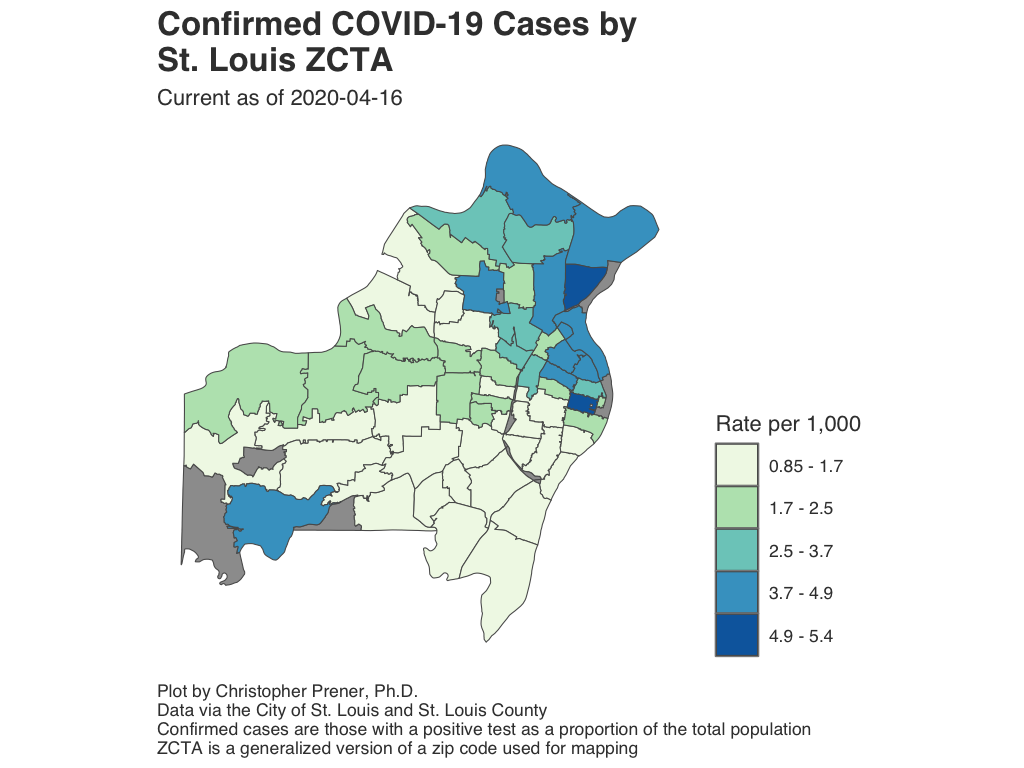 Confirmed COVID-19 Cases by
St. Louis ZCTA
Current as of 2020-04-16
Rate per 1,000
0.85 - 1.7
1.7 - 2.5
2.5 - 3.7
3.7 - 4.9
4.9 - 5.4
Plot by Christopher Prener, Ph.D.
Data via the City of St. Louis and St. Louis County
Confirmed cases are those with a positive test as a proportion of the total population
ZCTA is a generalized version of a zip code used for mapping